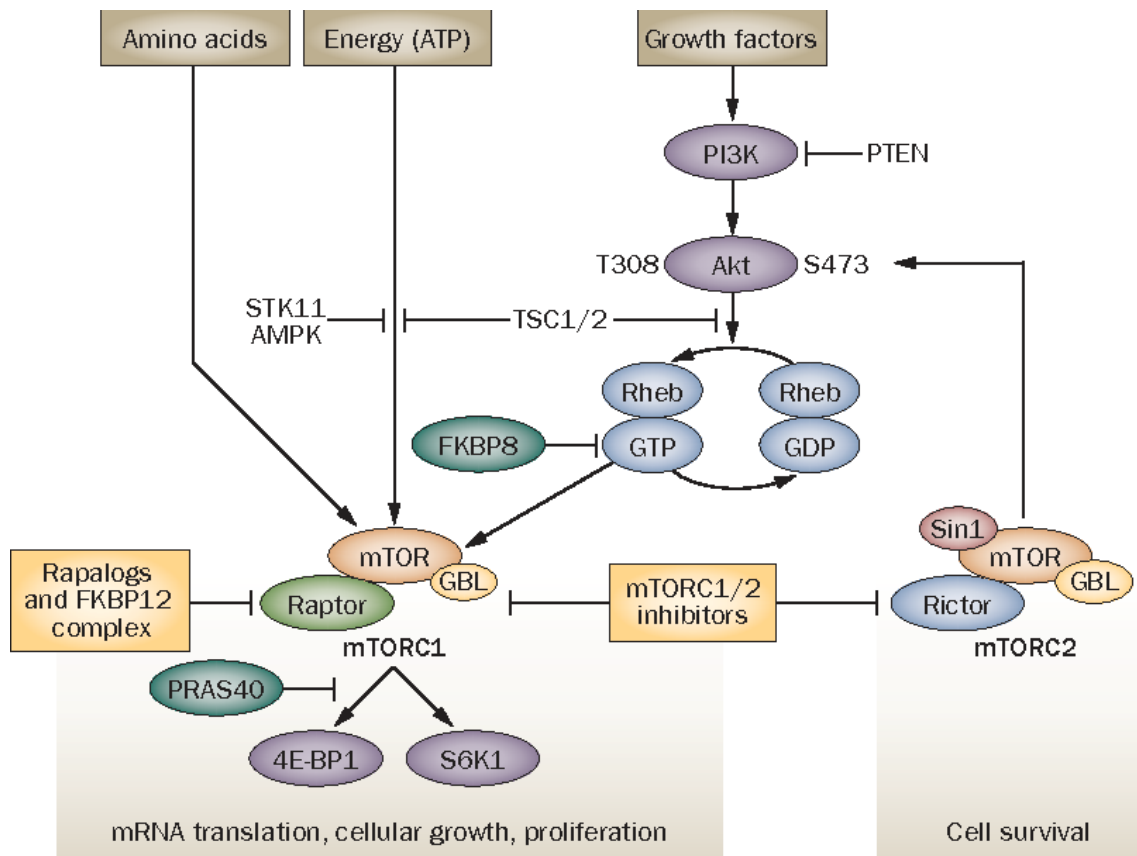 Amino acids
Energy (ATP)
Growth factors
PI3K
PTEN
T308
Akt
S473
STK11
AMPK
TSC1/2
Rheb
Rheb
FKBP8
GTP
GDP
Sin1
mTOR
GBL
mTOR
GBL
Rapalogs
and FKBP12
complex
Raptor
mTORC1/2
inhibitors
Rictor
mTORC1
mTORC2
PRAS40
4E-BP1
S6K1
mRNA translation, cellular growth, proliferation
Cell survival